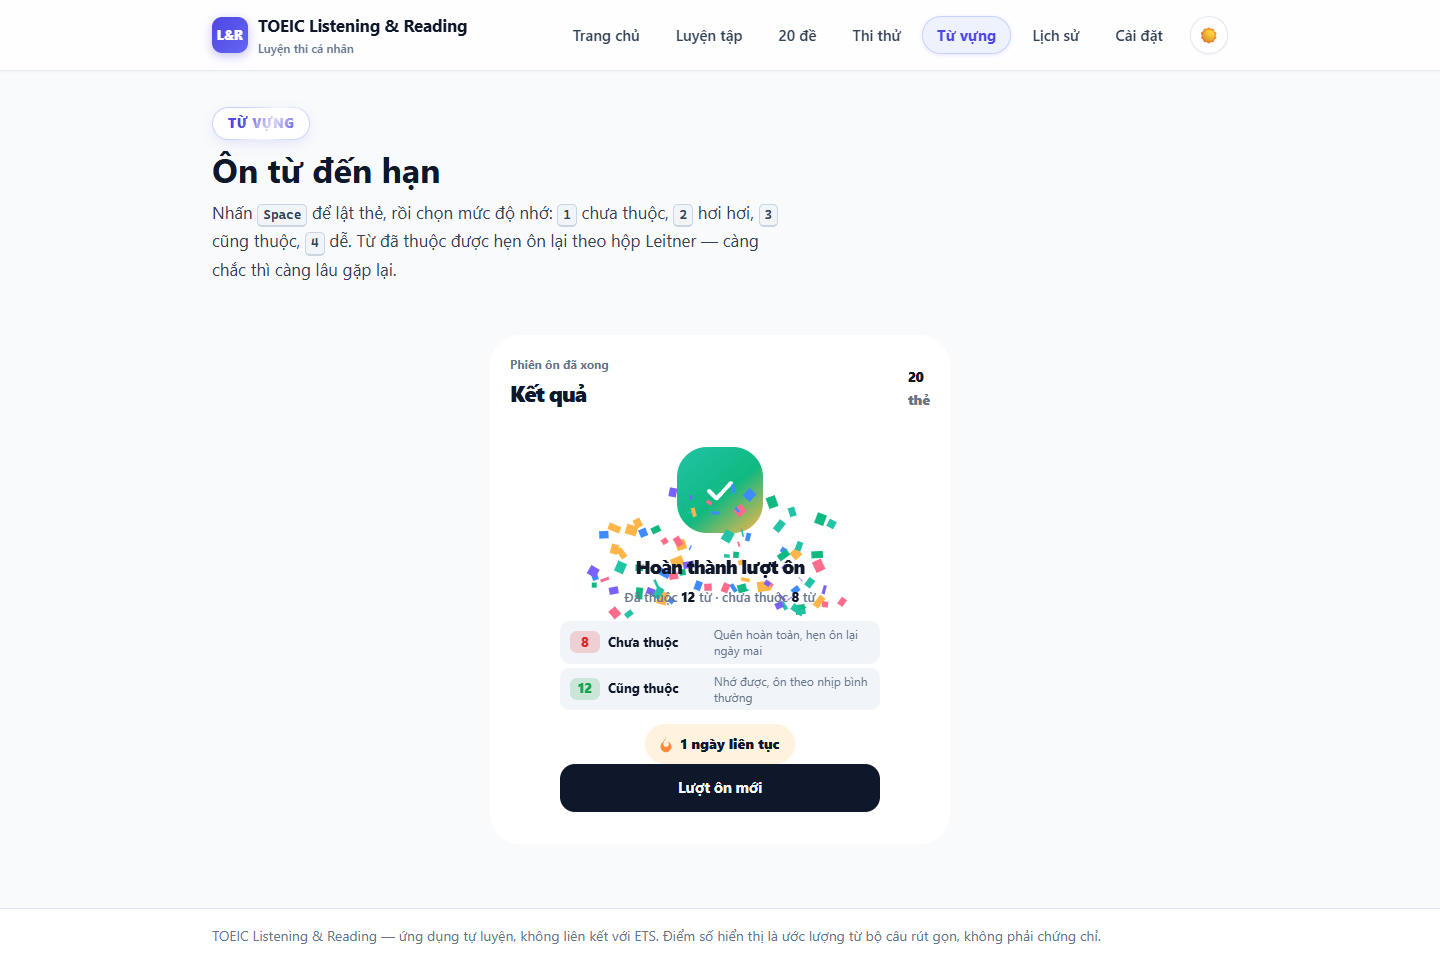 L&R
TOEIC Listening & Reading
Luyện thi cá nhân
Trang chủ
Luyện tập
20 đề
Thi thử
Từ vựng
Lịch sử
Cài đặt
TỪ VỰNG
Ôn từ đến hạn
Nhấn Space để lật thẻ, rồi chọn mức độ nhớ: 1 chưa thuộc, 2 hơi hơi, 3
cũng thuộc, 4 dễ. Từ đã thuộc được hẹn ôn lại theo hộp Leitner — càng
chắc thì càng lâu gặp lại.
Phiên ôn đã xong
Kết quả
20
thẻ
Hoàn thành lượt ôn
Đã thuộc 12 từ · chưa thuộc 8 từ
8 Chưa thuộc
Quên hoàn toàn, hẹn ôn lại
ngày mai
12 Cũng thuộc
Nhớ được, ôn theo nhịp bình
thường
1 ngày liên tục
Lượt ôn mới
TOEIC Listening & Reading — ứng dụng tự luyện, không liên kết với ETS. Điểm số hiển thị là ước lượng từ bộ câu rút gọn, không phải chứng chỉ.